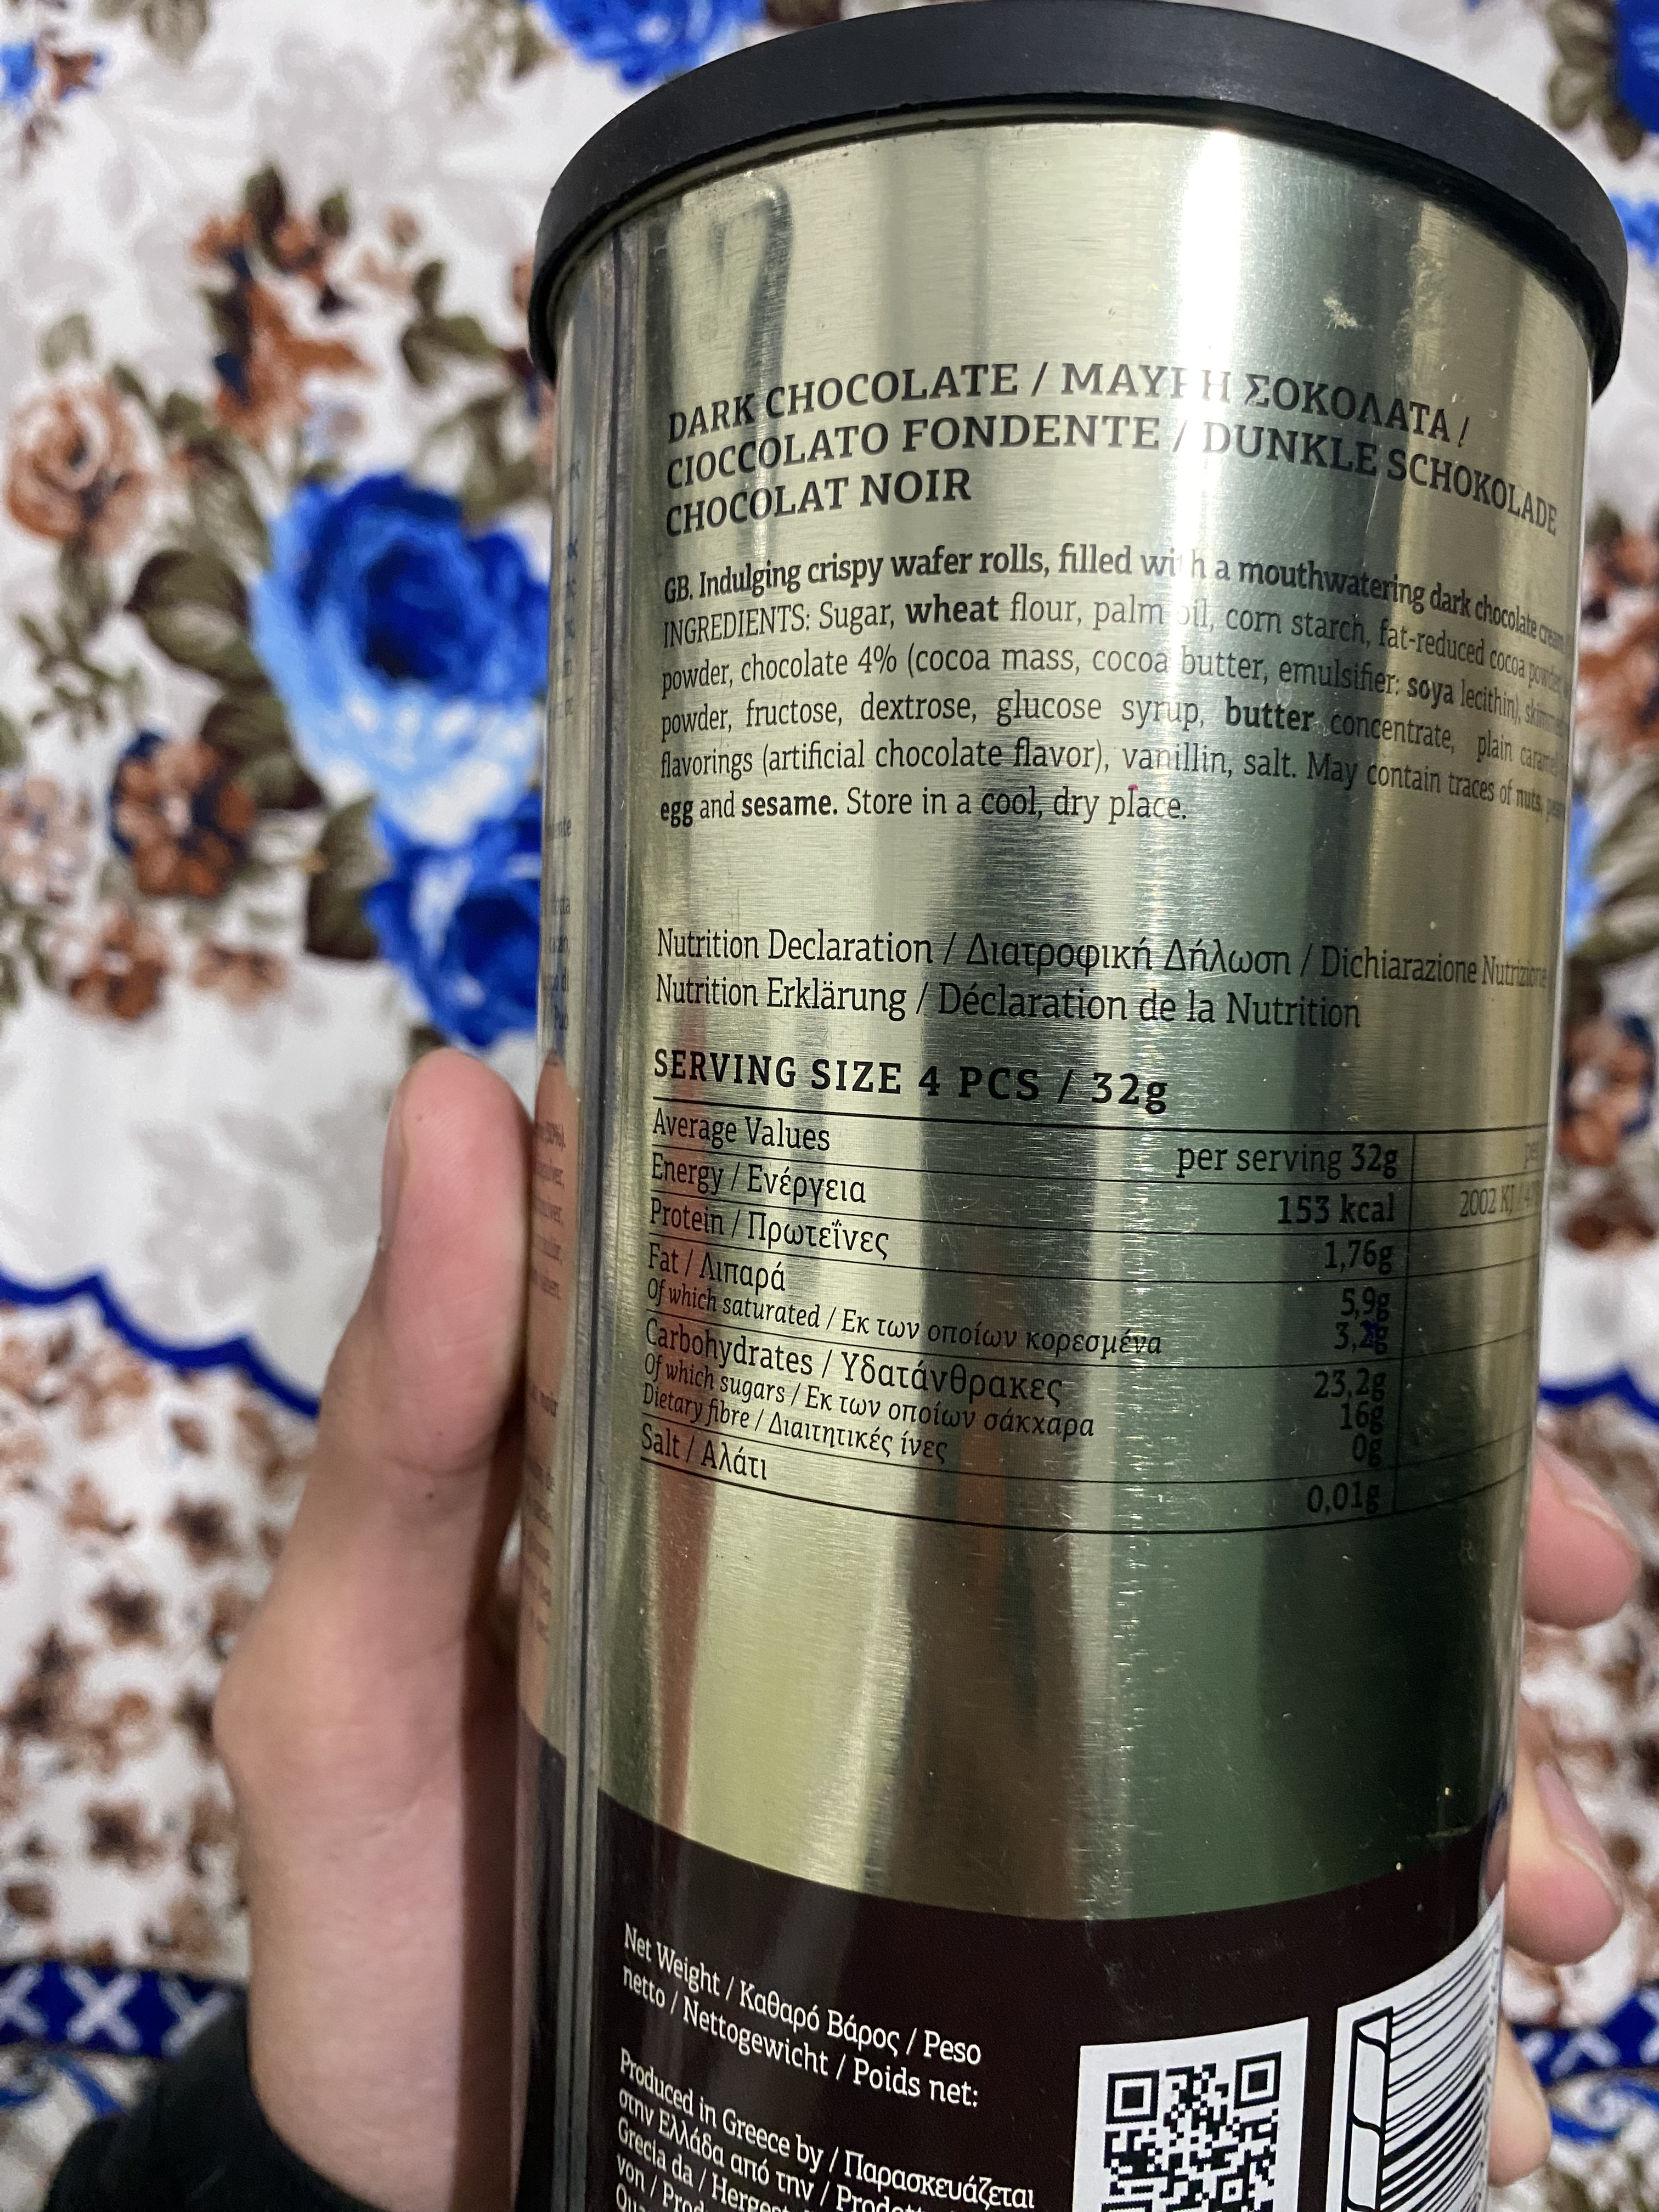 DARK CHOCOLATE / ΜΑΥΡΗ ΣΟΚΟΛΑΤΑ /
CIOCCOLATO FONDENTE / DUNKLE SCHOKOLADE
CHOCOLAT NOIR
GB. Indulging crispy wafer rolls, filled with a mouthwatering dark chocolate cream
INGREDIENTS: Sugar, wheat flour, palm oil, corn starch, fat-reduced cocoa powder,
powder, chocolate 4% (cocoa mass, cocoa butter, emulsifier: soya lecithin),
powder, fructose, dextrose, glucose syrup, butter concentrate, plain
flavorings (artificial chocolate flavor), vanillin, salt. May contain traces of nuts,
egg and sesame. Store in a cool, dry place.
Nutrition Declaration / Διατροφική Δήλωση / Dichiarazione
Nutrition Erklärung / Déclaration de la Nutrition
SERVING SIZE 4 PCS / 32g
Average Values per serving 32g
Energy / Ενέργεια 153 kcal 2002 KJ /
Protein / Πρωτεΐνες 1,76g
Fat / Λιπαρά 5,9g
Of which saturated / Εκ των οποίων κορεσμένα 3,2g
Carbohydrates / Υδατάνθρακες 23,2g
Of which sugars / Εκ των οποίων σάκχαρα 16g
Dietary fibre / Διαιτητικές ίνες 0g
Salt / Αλάτι 0,01g
Net Weight / Καθαρό Βάρος / Peso
netto / Nettogewicht / Poids net:
Produced in Greece by / Παρασκευάζεται
στην Ελλάδα από την /
Grecia da /
von /